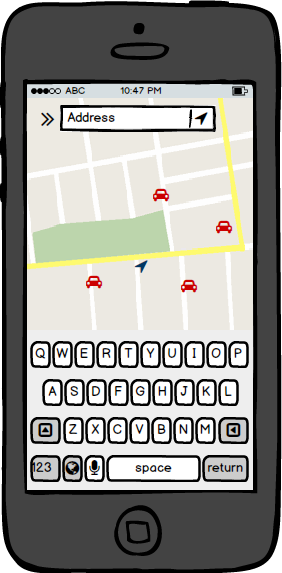 ABC 10:47 PM
Address
Q W E R T Y U I O P
A S D F G H J K L
Z X C V B N M
123 space return